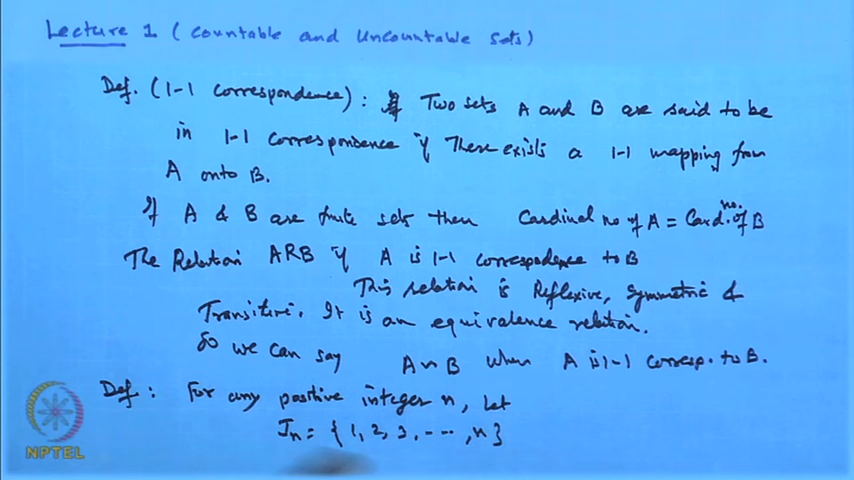 Lecture 1 (Countable and Uncountable Sets)
Def. (1-1 correspondence): Two sets A and B are said to be
in 1-1 correspondence if there exists a 1-1 mapping from
A onto B.
If A & B are finite sets then Cardinal no of A = Card. no. of B
The Relation ARB if A is 1-1 correspondence to B
This relation is Reflexive, Symmetric &
Transitive. It is an equivalence relation.
So we can say A ~ B when A is 1-1 corresp. to B.
Def: For any positive integer n, let
Jn = { 1, 2, 3, ----, n }
NPTEL